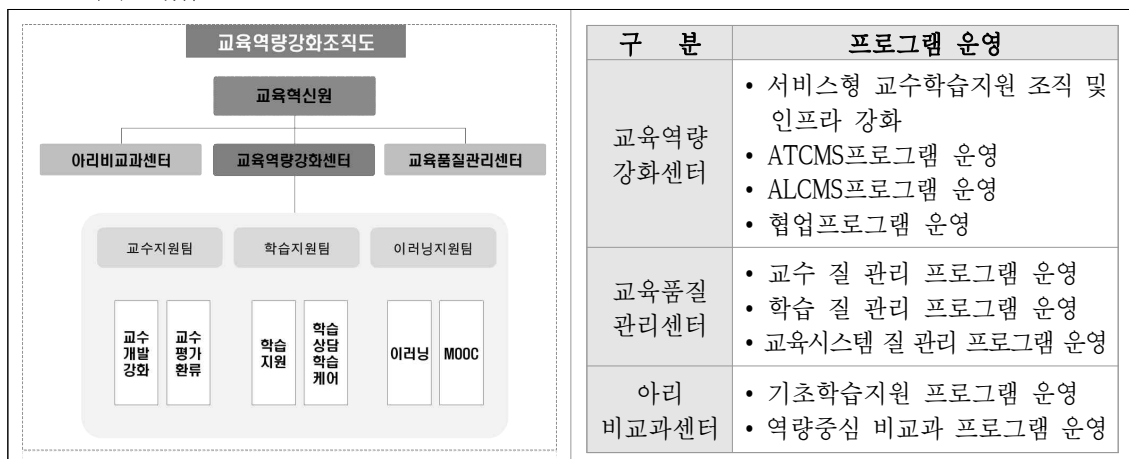 교육역량강화조직도
교육혁신원
아리비교과센터 교육역량강화센터 교육품질관리센터
교수지원팀 학습지원팀 이러닝지원팀
교수
개발
강화
교수
평가
환류
학습
지원
학습
상담
학습
케어
이러닝
MOOC
구 분 프로그램 운영
교육역량
강화센터
• 서비스형 교수학습지원 조직 및
인프라 강화
• ATCMS프로그램 운영
• ALCMS프로그램 운영
• 협업프로그램 운영
교육품질
관리센터
• 교수 질 관리 프로그램 운영
• 학습 질 관리 프로그램 운영
• 교육시스템 질 관리 프로그램 운영
아리
비교과센터
• 기초학습지원 프로그램 운영
• 역량중심 비교과 프로그램 운영